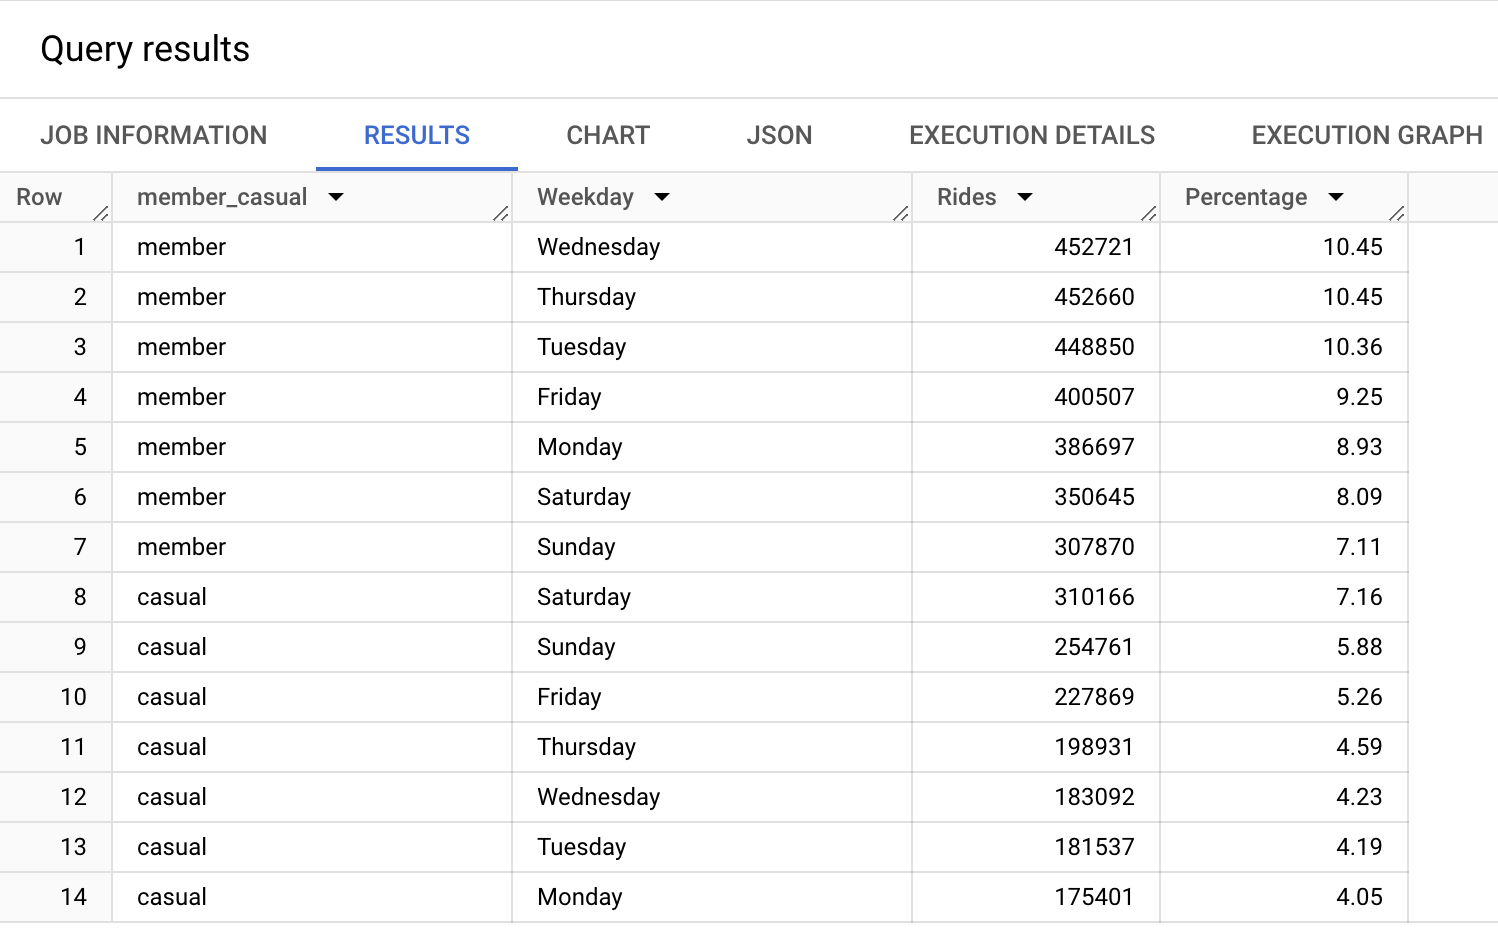 Query results
JOB INFORMATION RESULTS CHART JSON EXECUTION DETAILS EXECUTION GRAPH
Row member_casual Weekday Rides Percentage
1 member Wednesday 452721 10.45
2 member Thursday 452660 10.45
3 member Tuesday 448850 10.36
4 member Friday 400507 9.25
5 member Monday 386697 8.93
6 member Saturday 350645 8.09
7 member Sunday 307870 7.11
8 casual Saturday 310166 7.16
9 casual Sunday 254761 5.88
10 casual Friday 227869 5.26
11 casual Thursday 198931 4.59
12 casual Wednesday 183092 4.23
13 casual Tuesday 181537 4.19
14 casual Monday 175401 4.05